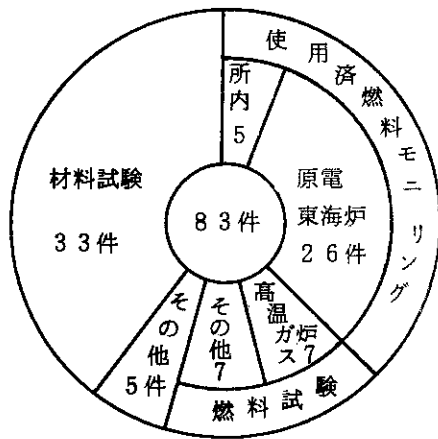 使用済燃料モニリング
所内
5
原電
東海炉
26件
材料試験
33件
83件
高温
ガス炉
7
その他
7
その他
5件
燃料試験